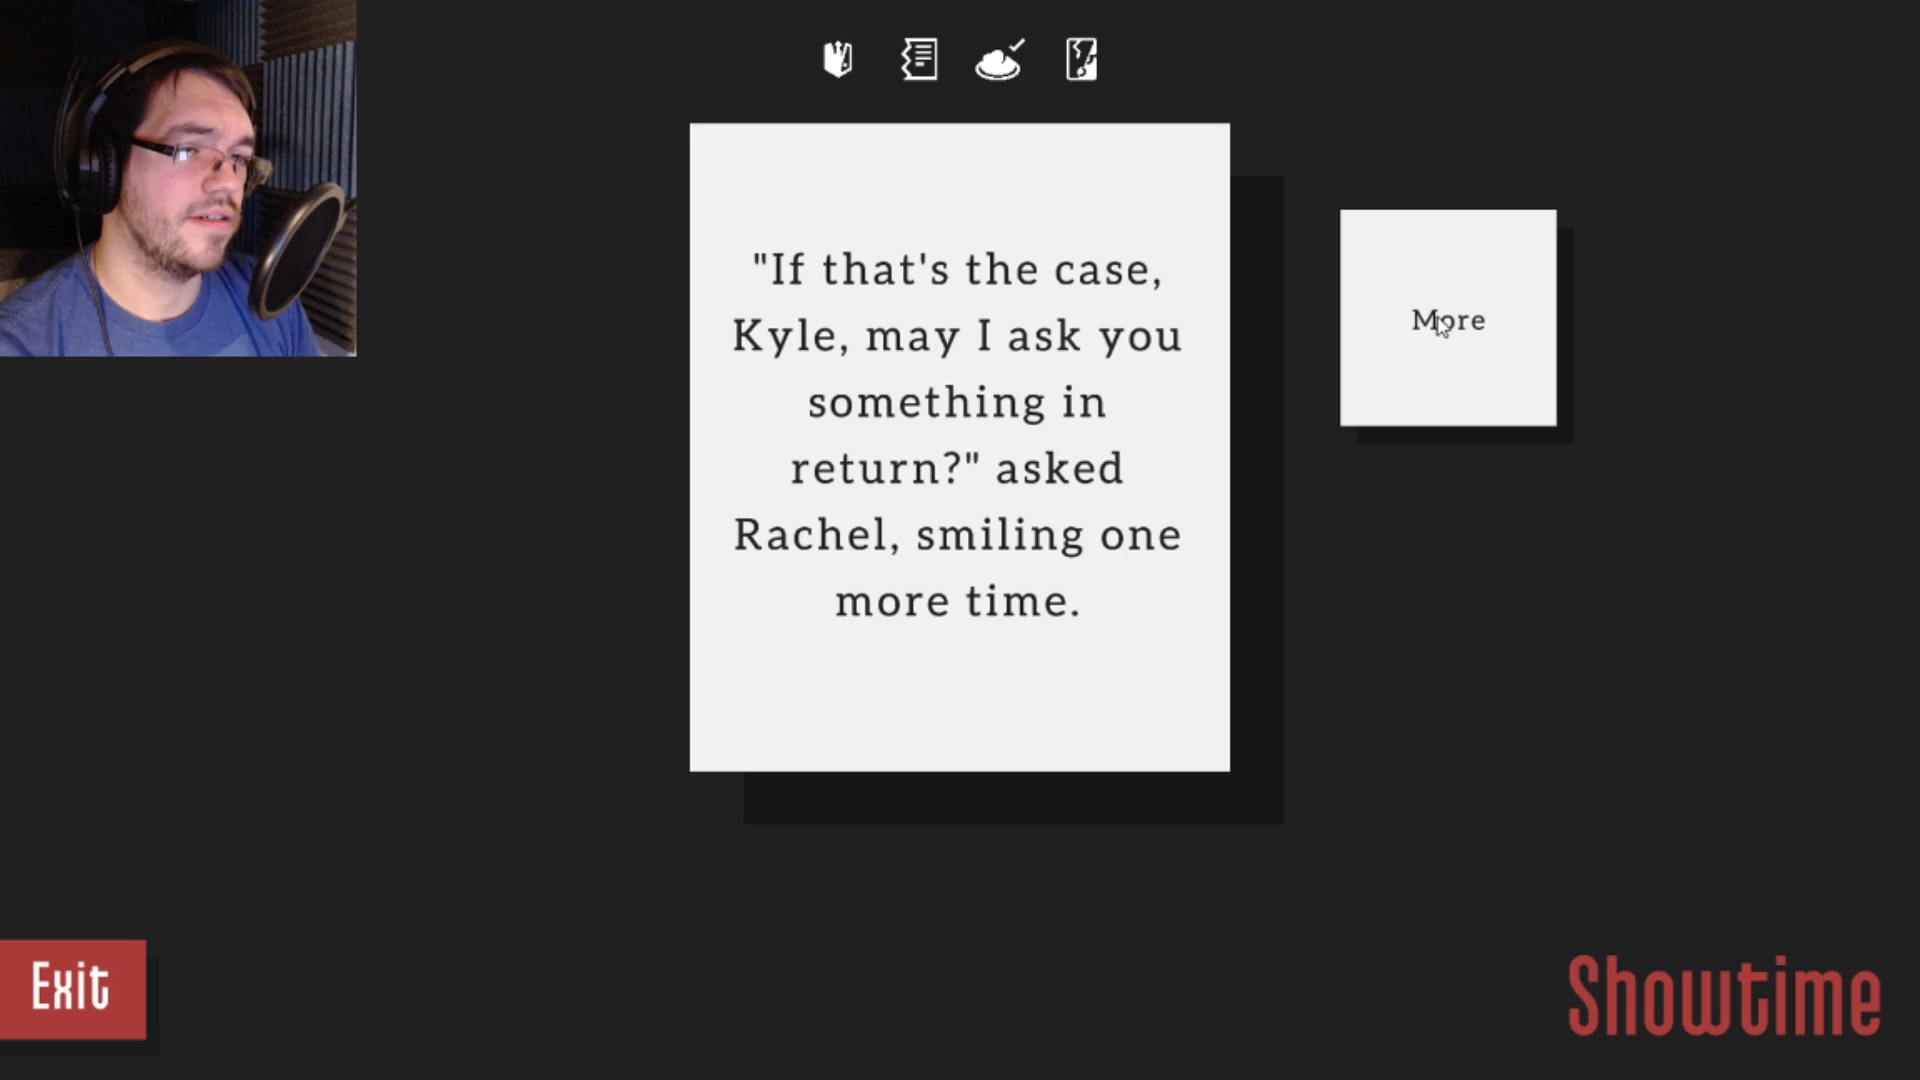 "If that's the case,
Kyle, may I ask you
something in
return?" asked
Rachel, smiling one
more time.
More
Exit
Showtime